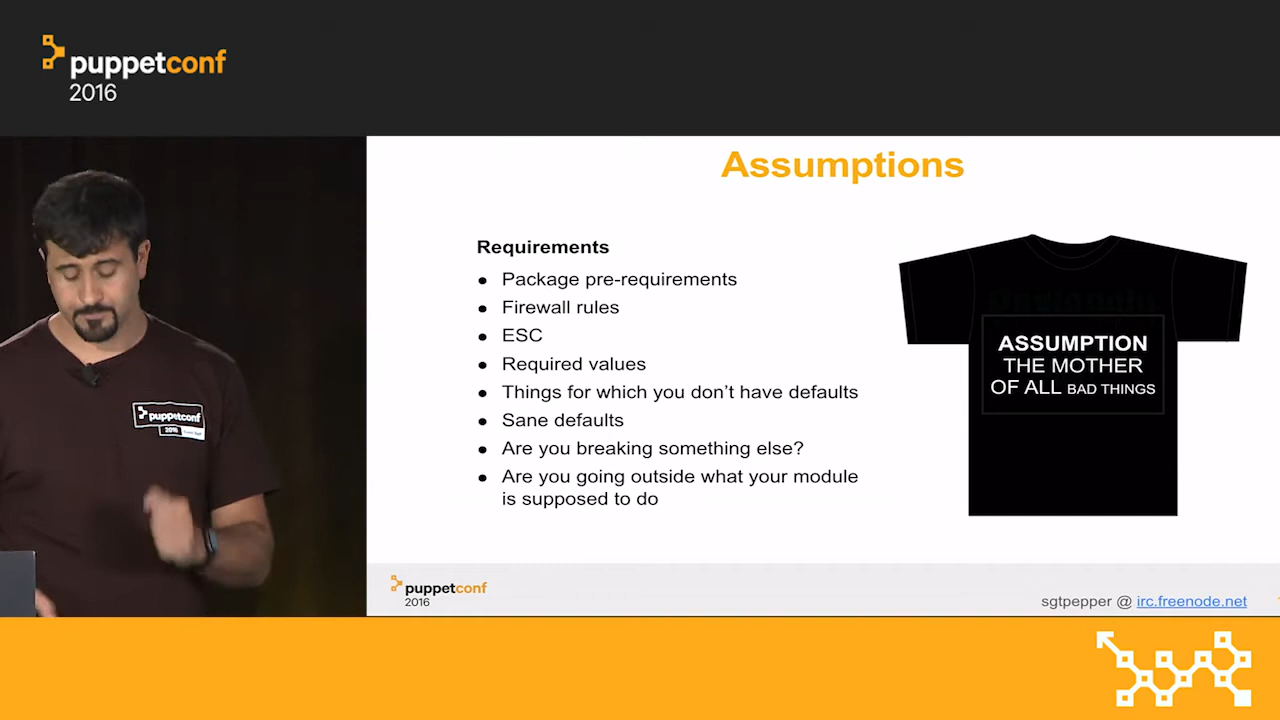 puppetconf
2016
Assumptions
Requirements
● Package pre-requirements
● Firewall rules
● ESC
● Required values
● Things for which you don’t have defaults
● Sane defaults
● Are you breaking something else?
● Are you going outside what your module
is supposed to do
ASSUMPTION
THE MOTHER
OF ALL BAD THINGS
puppetconf
2016
puppetconf
2016
sgtpepper @ irc.freenode.net